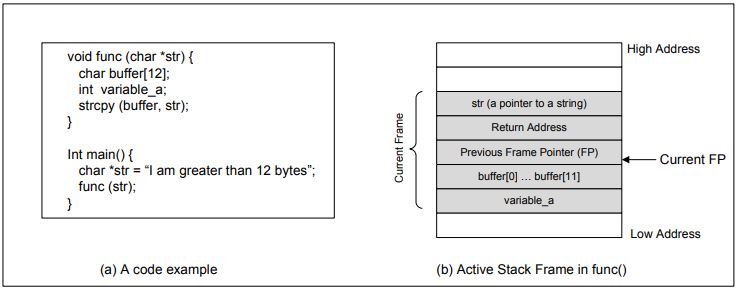 void func (char *str) {
char buffer[12];
int variable_a;
strcpy (buffer, str);
}
Int main() {
char *str = “I am greater than 12 bytes”;
func (str);
}
(a) A code example
High Address
str (a pointer to a string)
Return Address
Previous Frame Pointer (FP)
buffer[0] … buffer[11]
variable_a
Current Frame
Current FP
Low Address
(b) Active Stack Frame in func()